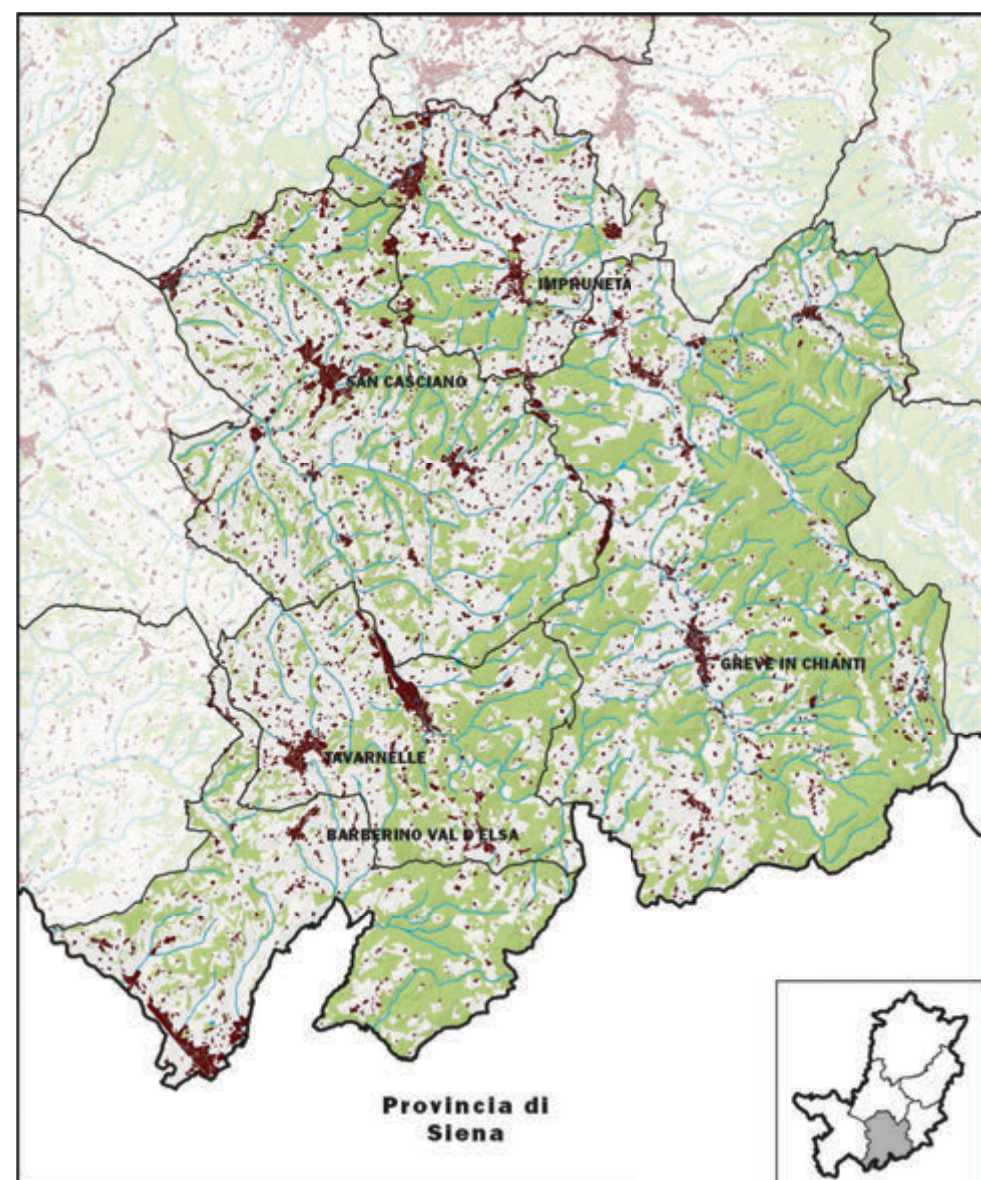 IMPRUNETA
SAN CASCIANO
GREVE IN CHIANTI
TAVARNELLE
BARBERINO VAL D'ELSA
Provincia di
Siena